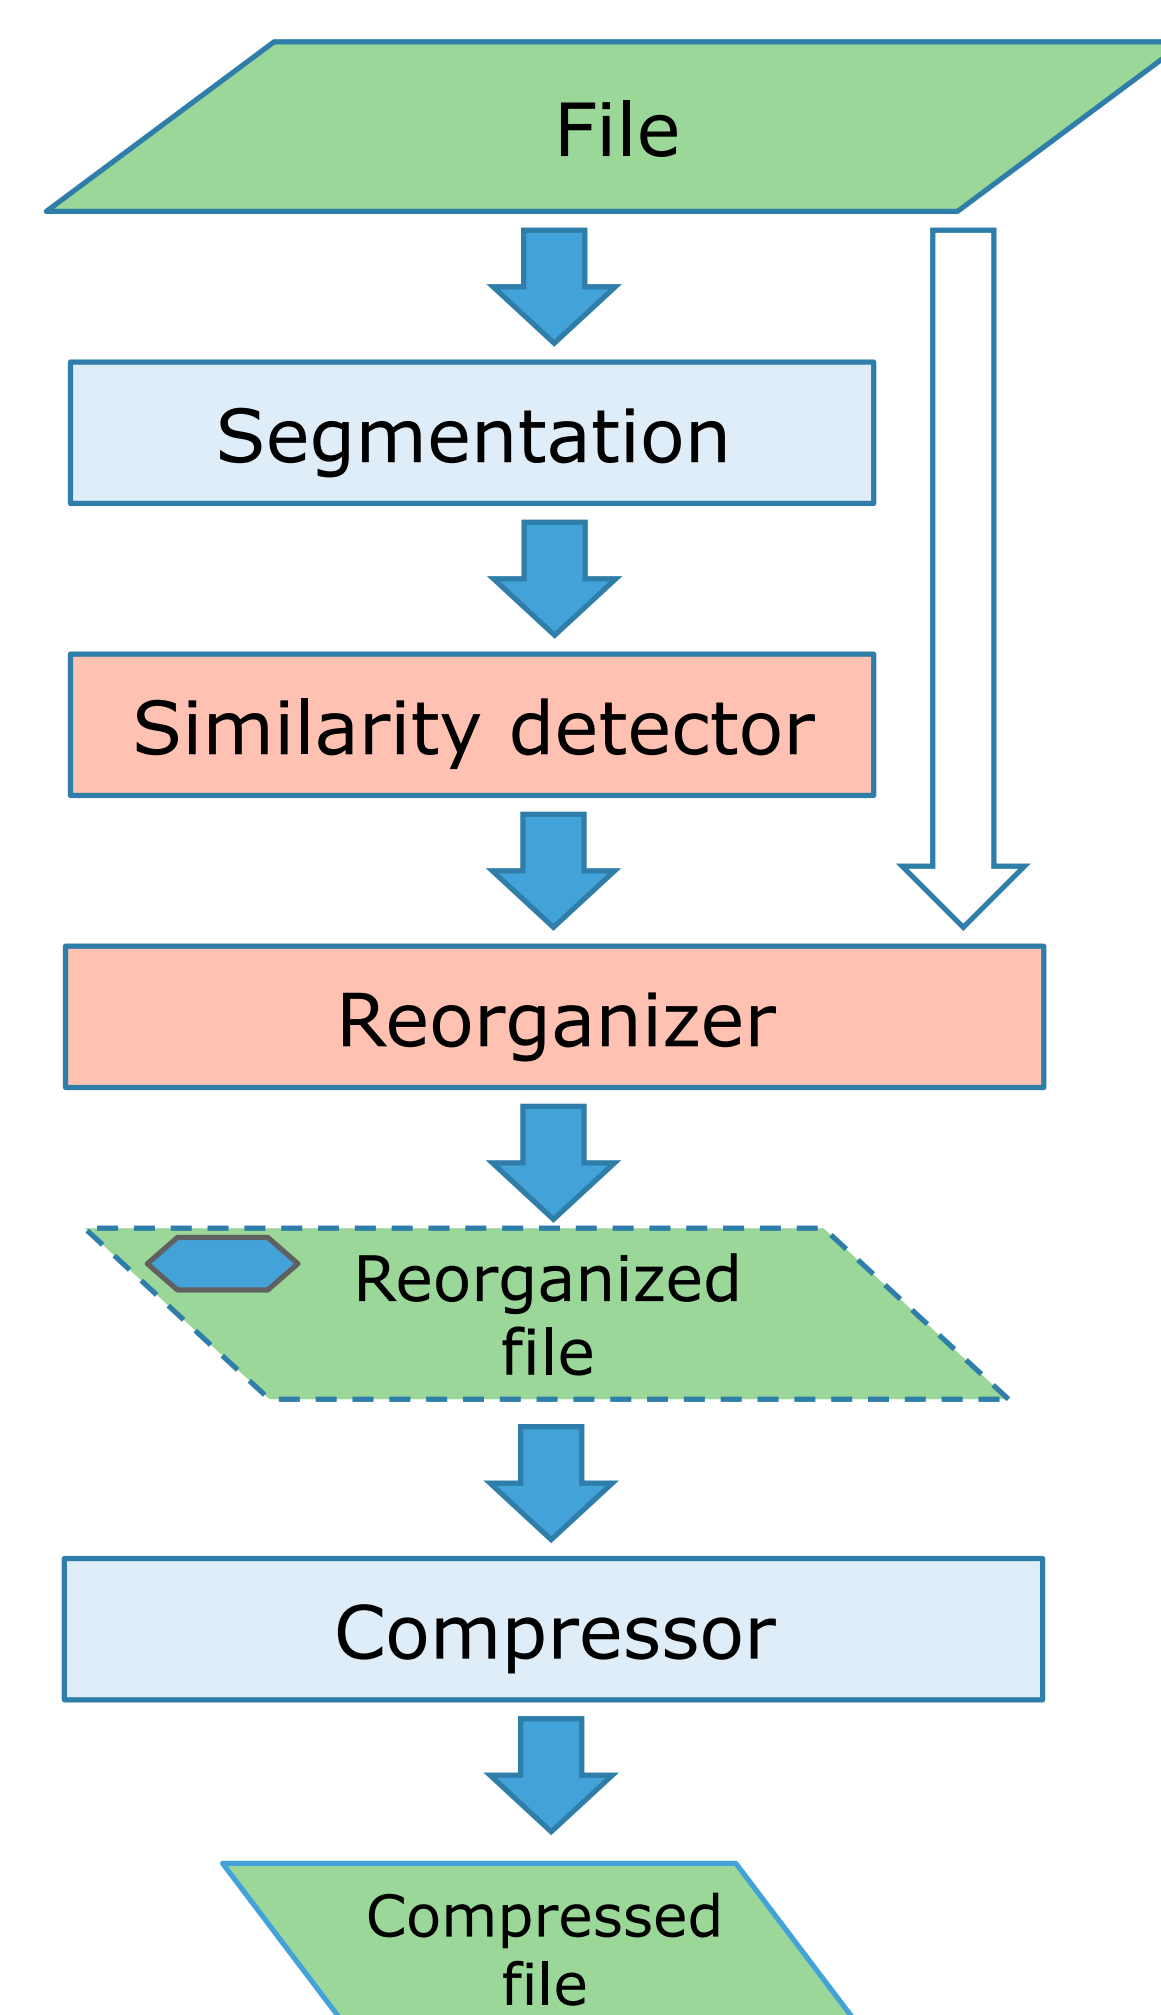 File
Segmentation
Similarity detector
Reorganizer
Reorganized
file
Compressor
Compressed
file